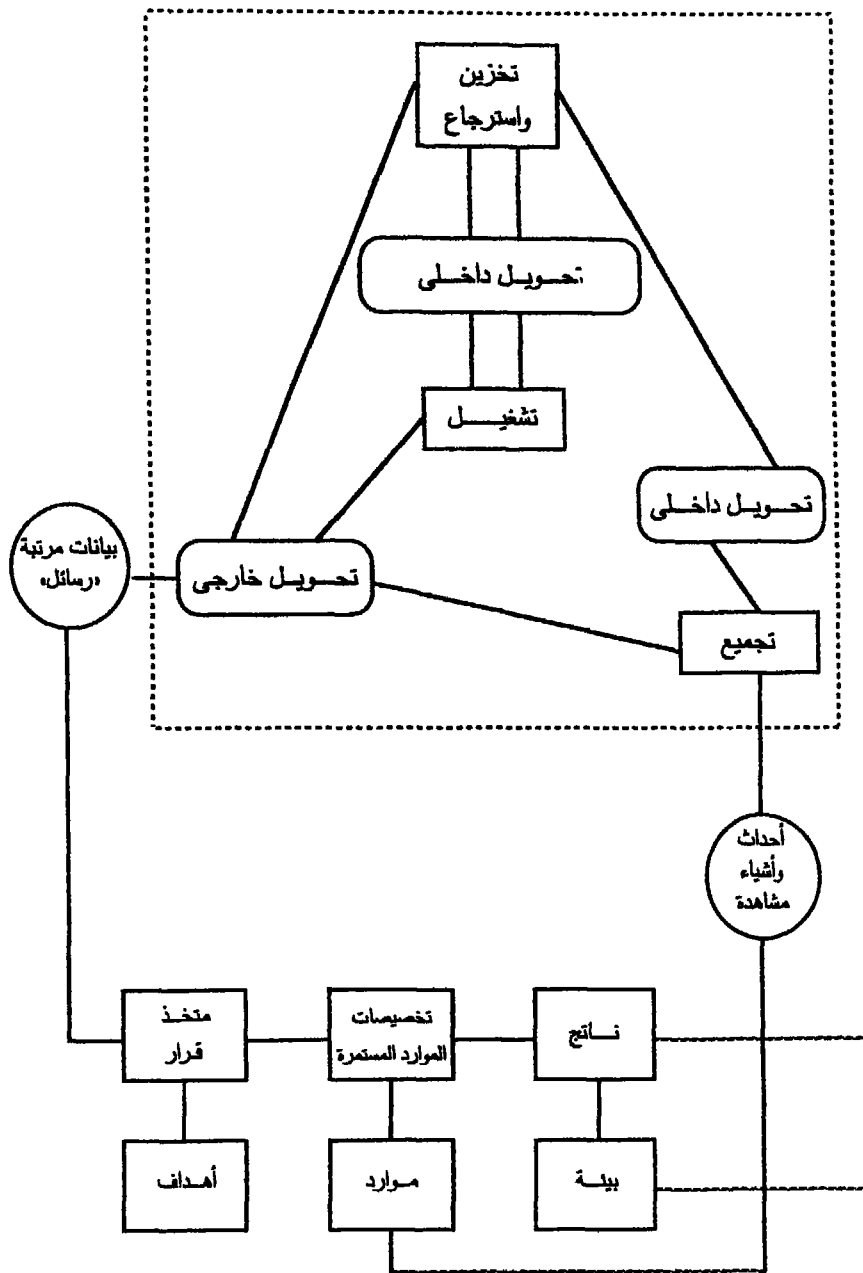 تخزين
واسترجاع
تحويل داخلى
تشغيل
تحويل داخلى
بيانات مرتبة
«رسائل»
تحويل خارجى
تجميع
أحداث
وأشياء
مشاهدة
ناتج
تخصيصات
الموارد المستمرة
متخذ
قرار
بيئة
موارد
أهداف